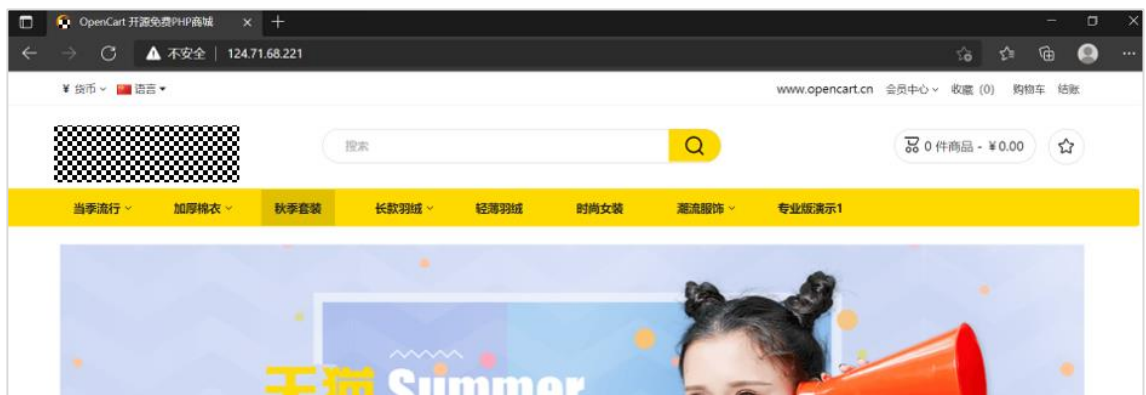 OpenCart 开源免费PHP商城
不安全 | 124.71.68.221
¥ 货币 语言 www.opencart.cn 会员中心 收藏 (0) 购物车 结账
搜索 0 件商品 - ¥0.00
当季流行 加厚棉衣 秋季套装 长款羽绒 轻薄羽绒 时尚女装 潮流服饰 专业版演示1
天猫 Summer